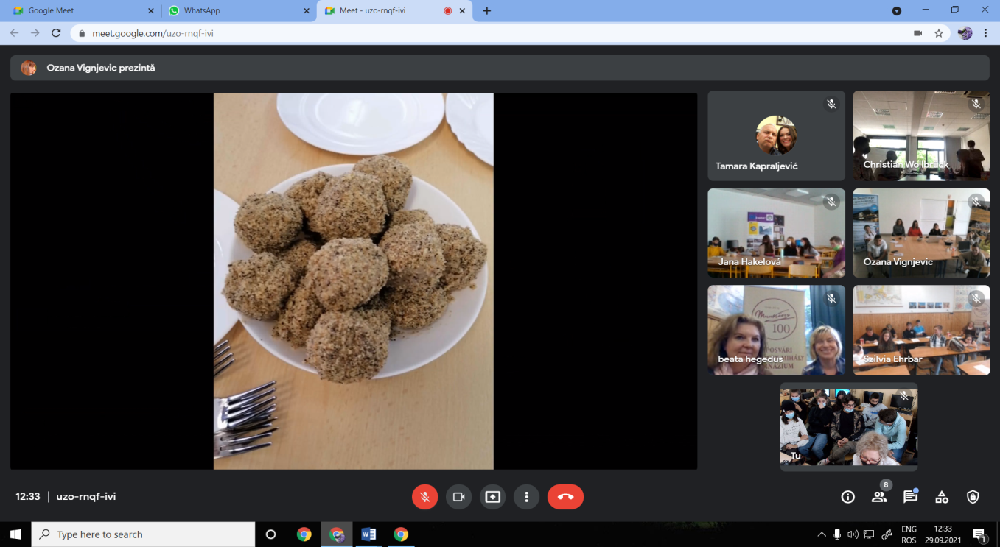 Google Meet
WhatsApp
Meet - uzo-rnqf-ivi
meet.google.com/uzo-rnqf-ivi
Ozana Vignjevic prezintă
Tamara Kapraljević
Christian Wollbrück
Jana Hakelová
Ozana Vignjevic
Munkácsy
100
beata hegedus
Szilvia Ehrbar
Tu
12:33
uzo-rnqf-ivi
8
Type here to search
W
ENG
12:33
ROS
29.09.2021
1